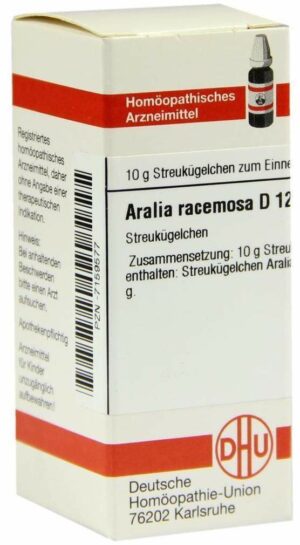 Homöopathisches
Arzneimittel
10 g Streukügelchen zum Einne
Aralia racemosa D 12
Streukügelchen
Zusammensetzung: 10 g Streu
enthalten: Streukügelchen Arali
g.
DHU
Deutsche
Homöopathie-Union
76202 Karlsruhe
Registriertes
homöopathisches
Arzneimittel, daher
ohne Angabe einer
therapeutischen
Indikation.
Hinweis:
Bei anhaltenden
Beschwerden
bitte einen Arzt
aufsuchen.
Apothekenpflichtig
Arzneimittel
für Kinder
unzugänglich
aufbewahren!
PZN -7159577